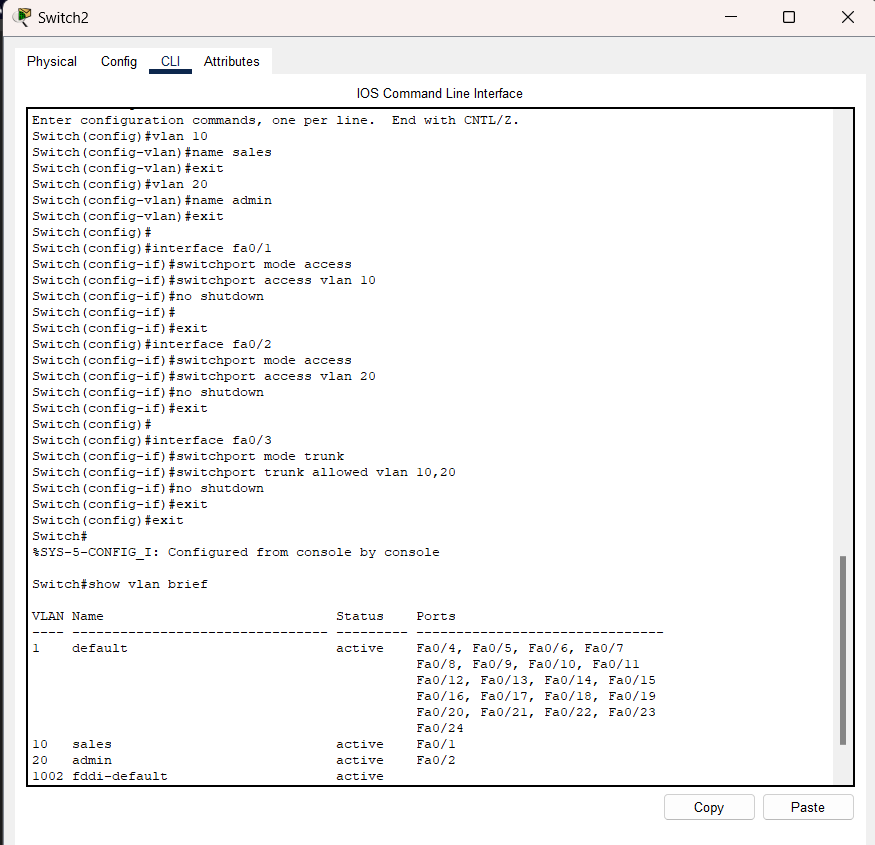 Switch2
Physical Config CLI Attributes
IOS Command Line Interface
Enter configuration commands, one per line.  End with CNTL/Z.
Switch(config)#vlan 10
Switch(config-vlan)#name sales
Switch(config-vlan)#exit
Switch(config)#vlan 20
Switch(config-vlan)#name admin
Switch(config-vlan)#exit
Switch(config)#
Switch(config)#interface fa0/1
Switch(config-if)#switchport mode access
Switch(config-if)#switchport access vlan 10
Switch(config-if)#no shutdown
Switch(config-if)#
Switch(config-if)#exit
Switch(config)#interface fa0/2
Switch(config-if)#switchport mode access
Switch(config-if)#switchport access vlan 20
Switch(config-if)#no shutdown
Switch(config-if)#exit
Switch(config)#
Switch(config)#interface fa0/3
Switch(config-if)#switchport mode trunk
Switch(config-if)#switchport trunk allowed vlan 10,20
Switch(config-if)#no shutdown
Switch(config-if)#exit
Switch(config)#exit
Switch#
%SYS-5-CONFIG_I: Configured from console by console
Switch#show vlan brief
VLAN Name                             Status    Ports
---- -------------------------------- --------- -------------------------------
1    default                          active    Fa0/4, Fa0/5, Fa0/6, Fa0/7
                                                Fa0/8, Fa0/9, Fa0/10, Fa0/11
                                                Fa0/12, Fa0/13, Fa0/14, Fa0/15
                                                Fa0/16, Fa0/17, Fa0/18, Fa0/19
                                                Fa0/20, Fa0/21, Fa0/22, Fa0/23
                                                Fa0/24
10   sales                            active    Fa0/1
20   admin                            active    Fa0/2
1002 fddi-default                     active
Copy Paste